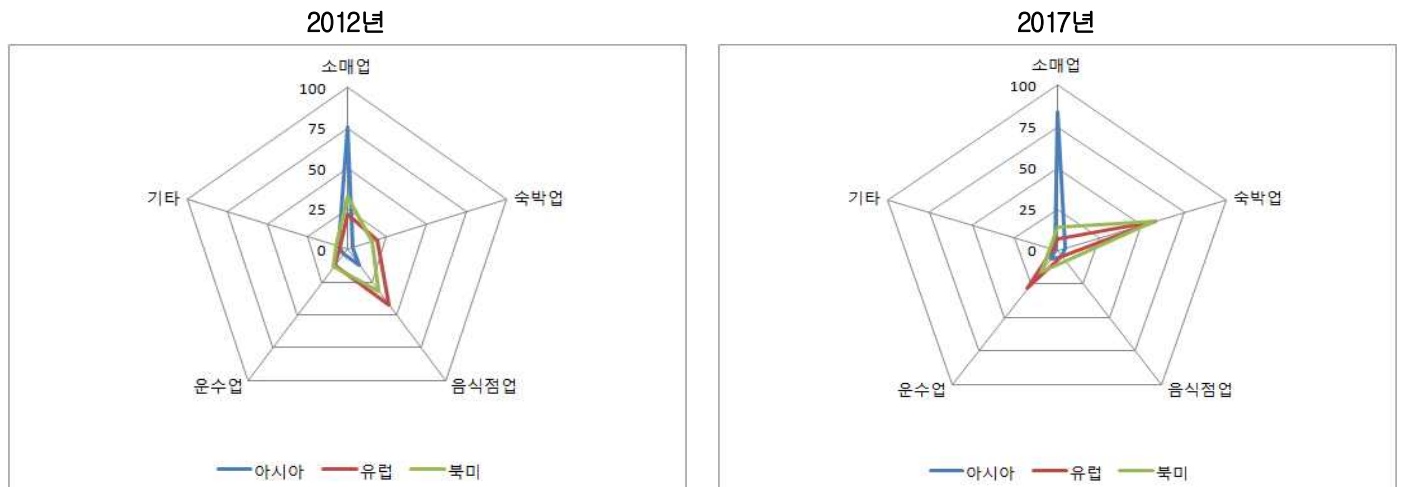 2012년
소매업
100
75
50
25
0
기타
숙박업
운수업
음식점업
아시아 유럽 북미
2017년
소매업
100
75
50
25
0
기타
숙박업
운수업
음식점업
아시아 유럽 북미